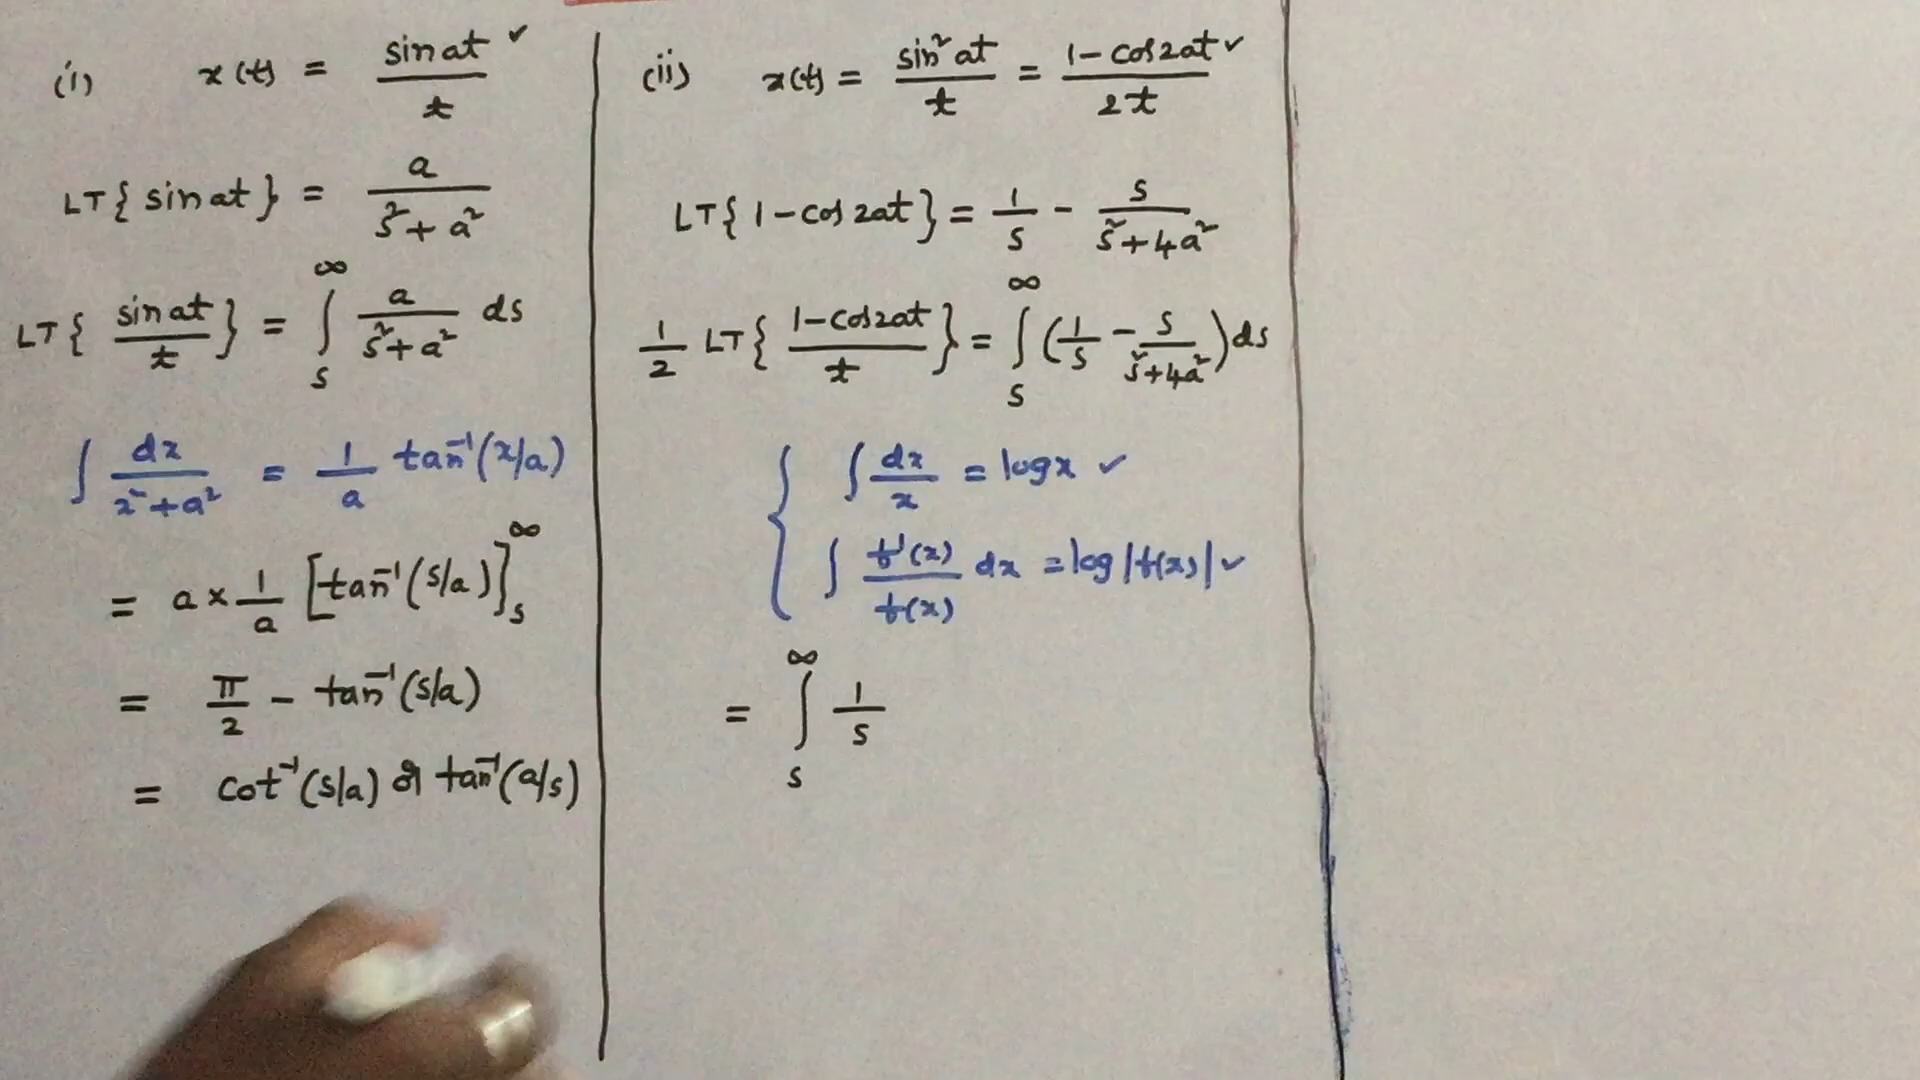 (i) x(t) = sin at / t ✓
LT{ sin at } = a / s² + a²
LT{ sin at / t } = ∫ₛ^∞ a / s² + a² ds
∫ dx / x² + a² = 1/a tan⁻¹(x/a)
= a × 1/a [tan⁻¹(s/a)]ₛ^∞
= π/2 - tan⁻¹(s/a)
= cot⁻¹(s/a) or tan⁻¹(a/s)
(ii) x(t) = sin² at / t = 1 - cos 2at / 2t ✓
LT{ 1 - cos 2at } = 1/s - s / s² + 4a²
1/2 LT{ 1 - cos 2at / t } = ∫ₛ^∞ (1/s - s / s² + 4a²) ds
{ ∫ dx / x = log x ✓
∫ f'(x) / f(x) dx = log |f(x)| ✓
= ∫ₛ^∞ 1/s